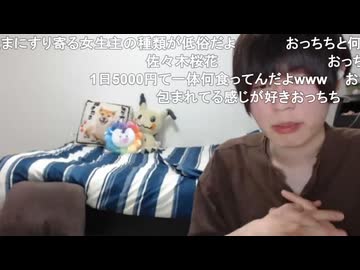 まにすり寄る女生主の種類が低俗だよ おっちちと何
佐々木桜花 おっち
1日5000円で一体何食ってんだよwww お
包まれてる感じが好きおっちち